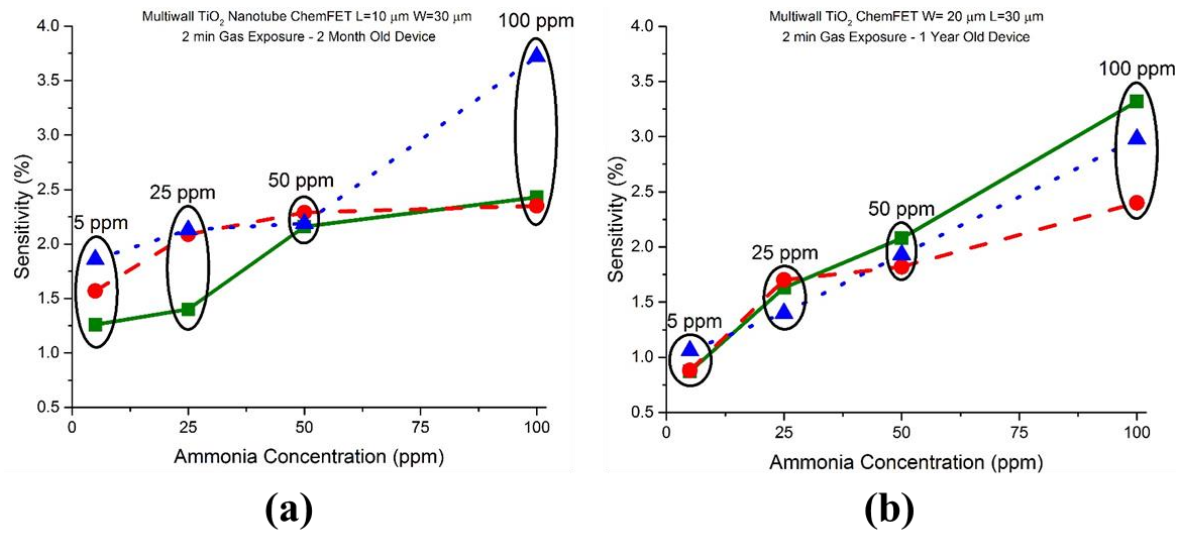 Multiwall TiO₂ Nanotube ChemFET L=10 μm W=30 μm
2 min Gas Exposure - 2 Month Old Device
100 ppm
50 ppm
25 ppm
5 ppm
Sensitivity (%)
4.0
3.5
3.0
2.5
2.0
1.5
1.0
0.5
0
25
50
75
100
Ammonia Concentration (ppm)
(a)
Multiwall TiO₂ ChemFET W= 20 μm L=30 μm
2 min Gas Exposure - 1 Year Old Device
100 ppm
50 ppm
25 ppm
5 ppm
Sensitivity (%)
4.0
3.5
3.0
2.5
2.0
1.5
1.0
0.5
0
25
50
75
100
Ammonia Concentration (ppm)
(b)